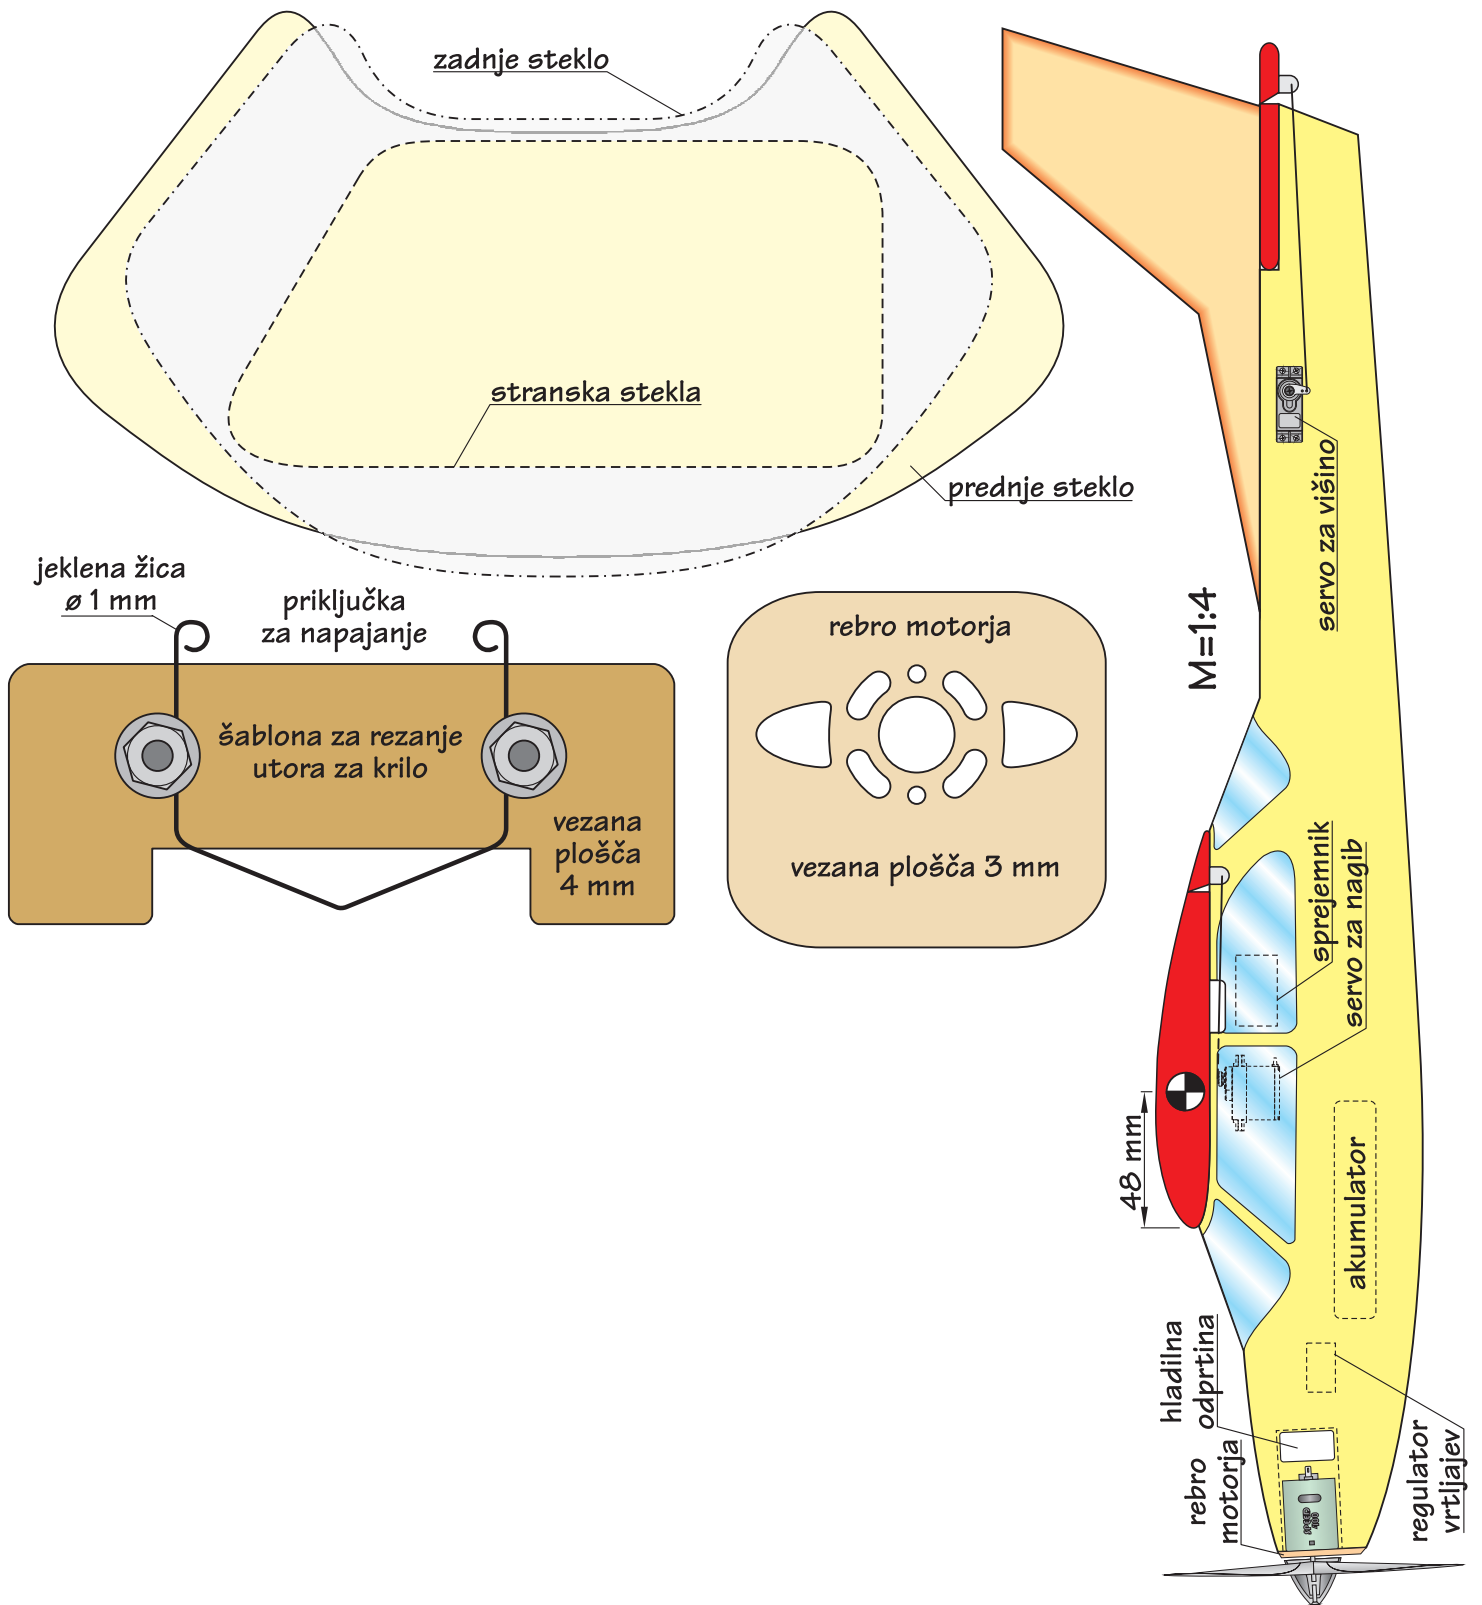 zadnje steklo
stranska stekla
prednje steklo
jeklena žica
ø 1 mm
priključka
za napajanje
šablona za rezanje
utora za krilo
vezana
plošča
4 mm
rebro motorja
vezana plošča 3 mm
M=1:4
servo za višino
sprejemnik
servo za nagib
48 mm
akumulator
hladilna
odprtina
rebro
motorja
regulator
vrtljajev